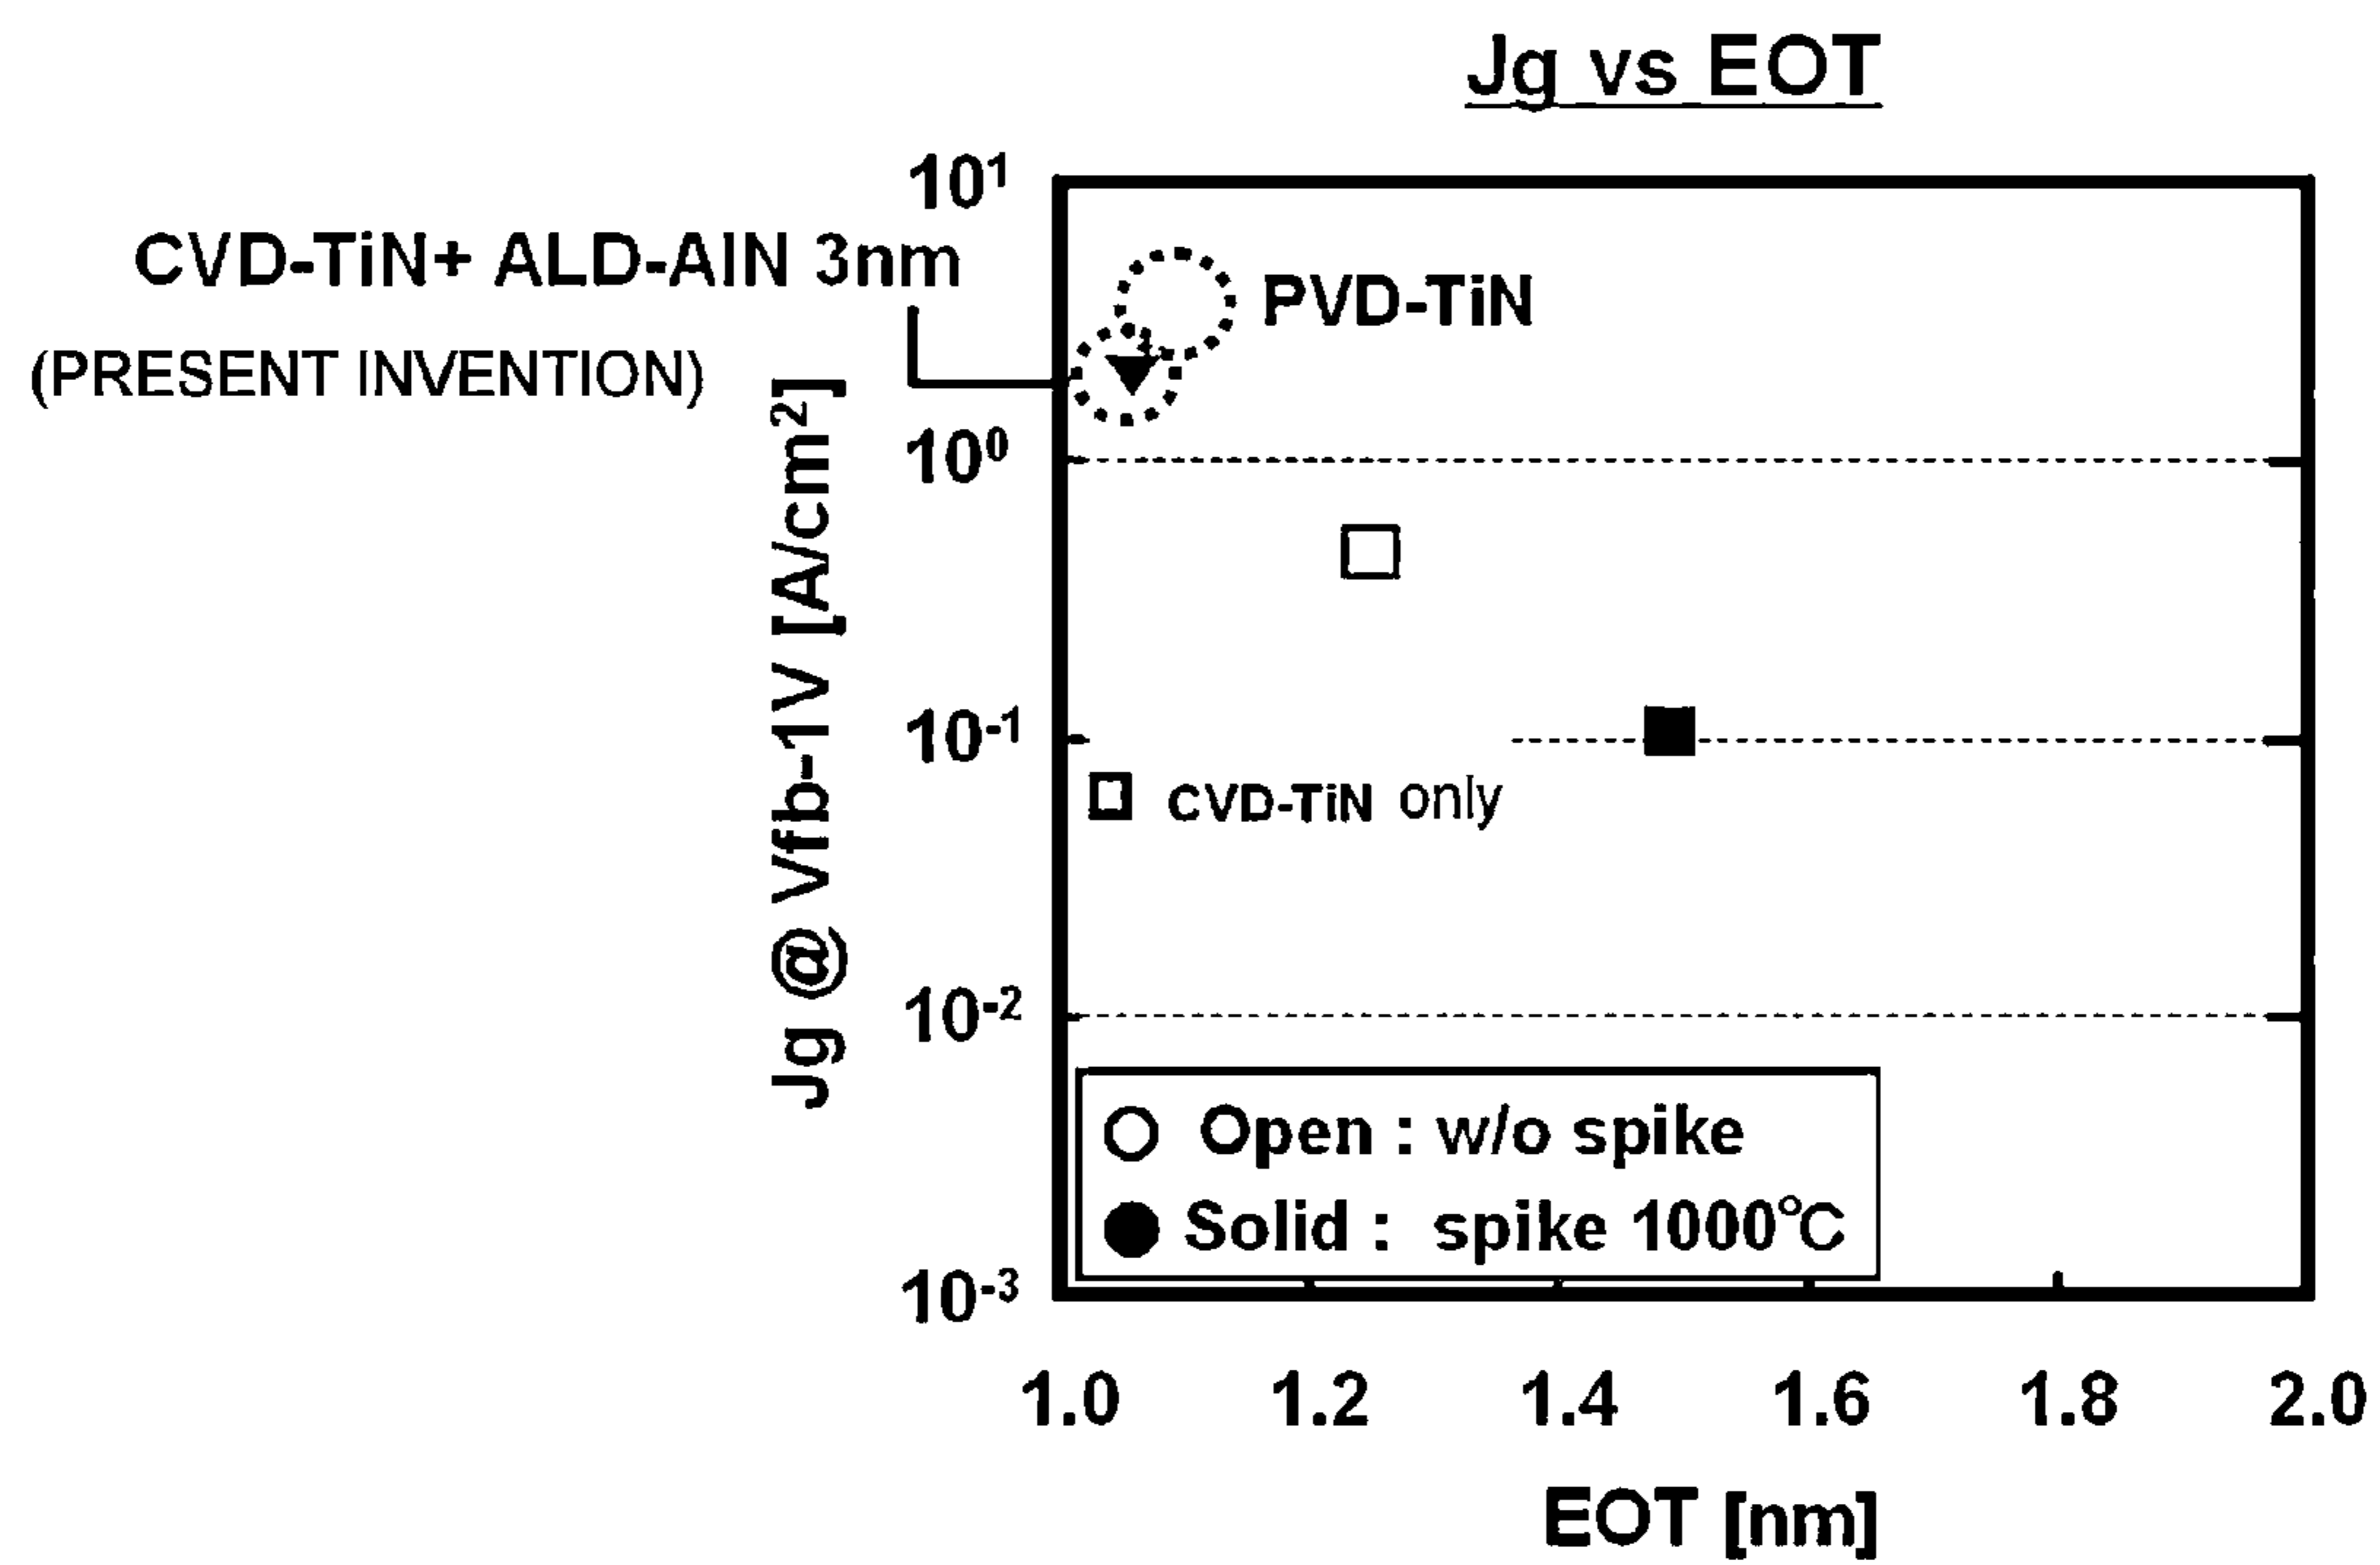 Jg vs EOT
10¹
CVD-TiN+ ALD-AlN 3nm
(PRESENT INVENTION)
PVD-TiN
Jg @ Vfb-1V [A/cm²]
10⁰
10⁻¹
CVD-TiN only
10⁻²
Open : w/o spike
Solid : spike 1000℃
10⁻³
1.0 1.2 1.4 1.6 1.8 2.0
EOT [nm]